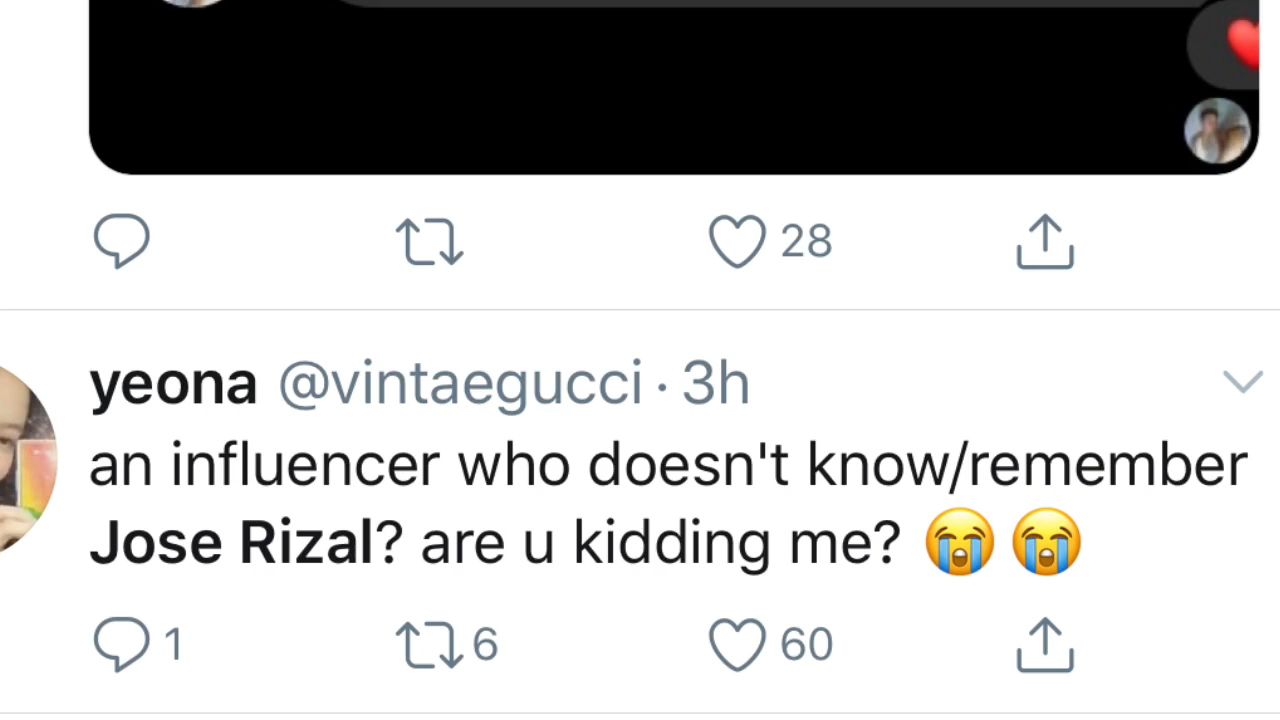 28
yeona @vintaegucci · 3h
an influencer who doesn't know/remember
Jose Rizal? are u kidding me? 😭 😭
1 6 60